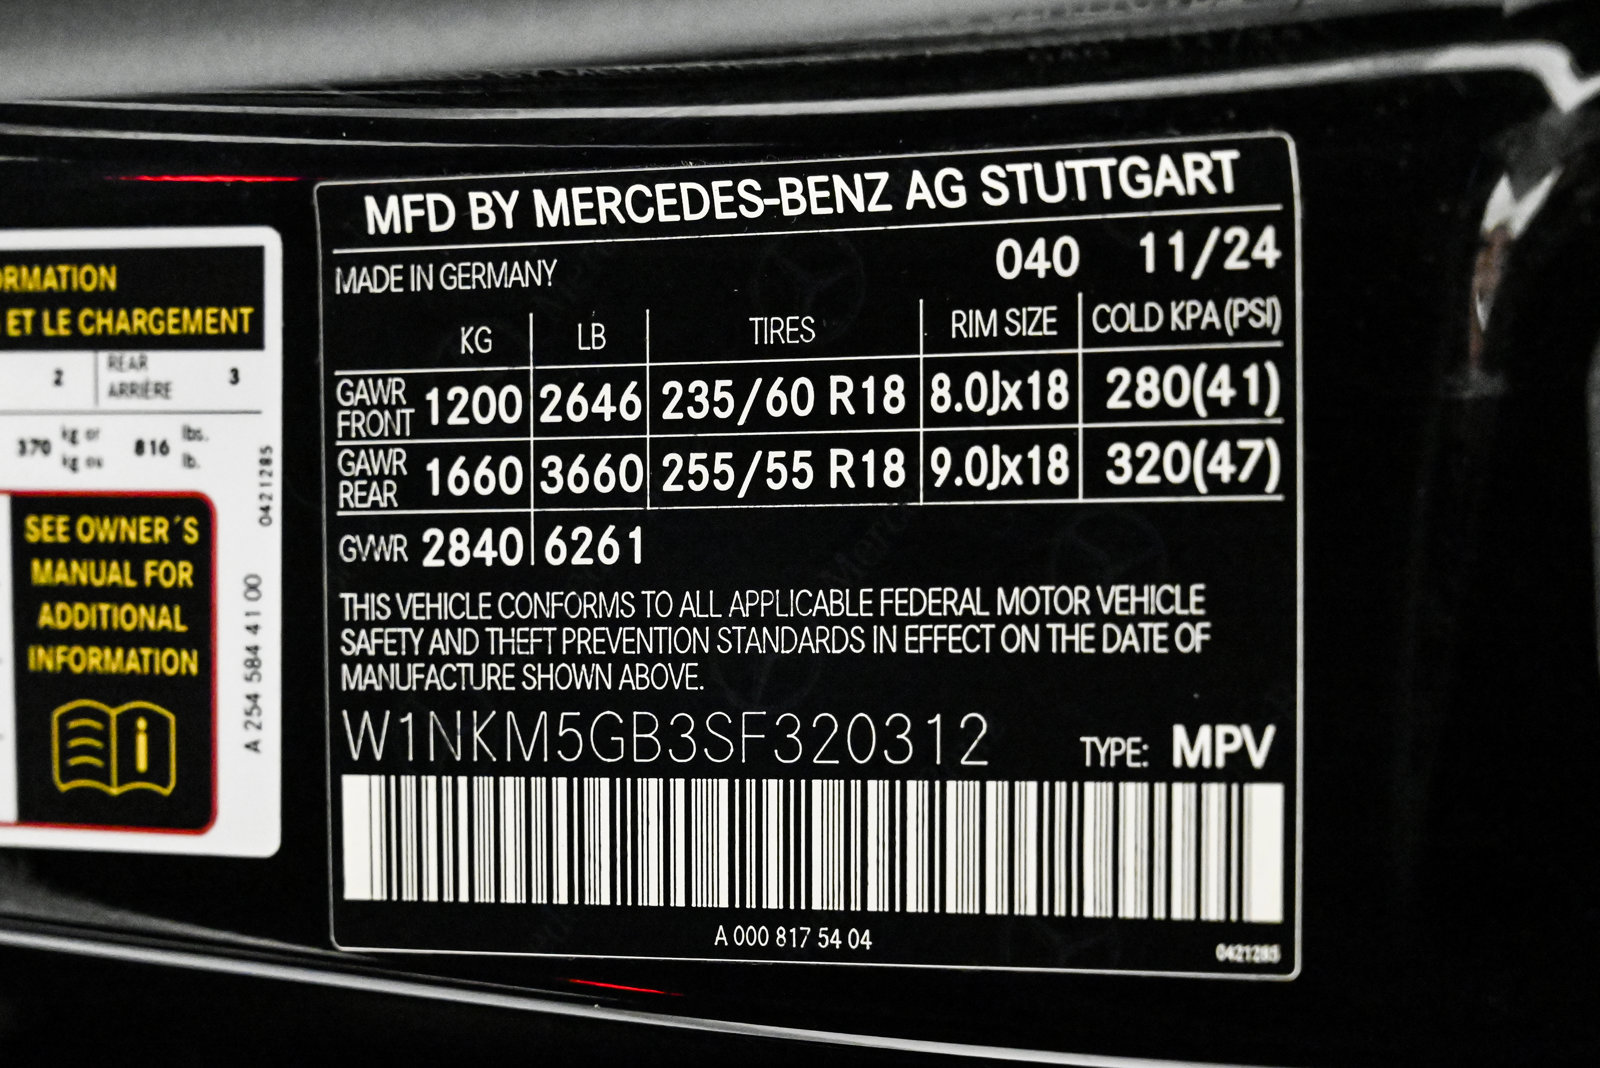 RMATION
ET LE CHARGEMENT
2
REAR
ARRIÈRE
3
370
kg or
kg ou
816
lbs.
lb.
0421285
SEE OWNER´S
MANUAL FOR
ADDITIONAL
INFORMATION
i
A 254 584 41 00
MFD BY MERCEDES-BENZ AG STUTTGART
MADE IN GERMANY 040 11/24
KG LB TIRES RIM SIZE COLD KPA (PSI)
GAWR FRONT 1200 2646 235/60 R18 8.0Jx18 280(41)
GAWR REAR 1660 3660 255/55 R18 9.0Jx18 320(47)
GVWR 2840 6261
THIS VEHICLE CONFORMS TO ALL APPLICABLE FEDERAL MOTOR VEHICLE
SAFETY AND THEFT PREVENTION STANDARDS IN EFFECT ON THE DATE OF
MANUFACTURE SHOWN ABOVE.
W1NKM5GB3SF320312 TYPE: MPV
A 000 817 54 04
0421285